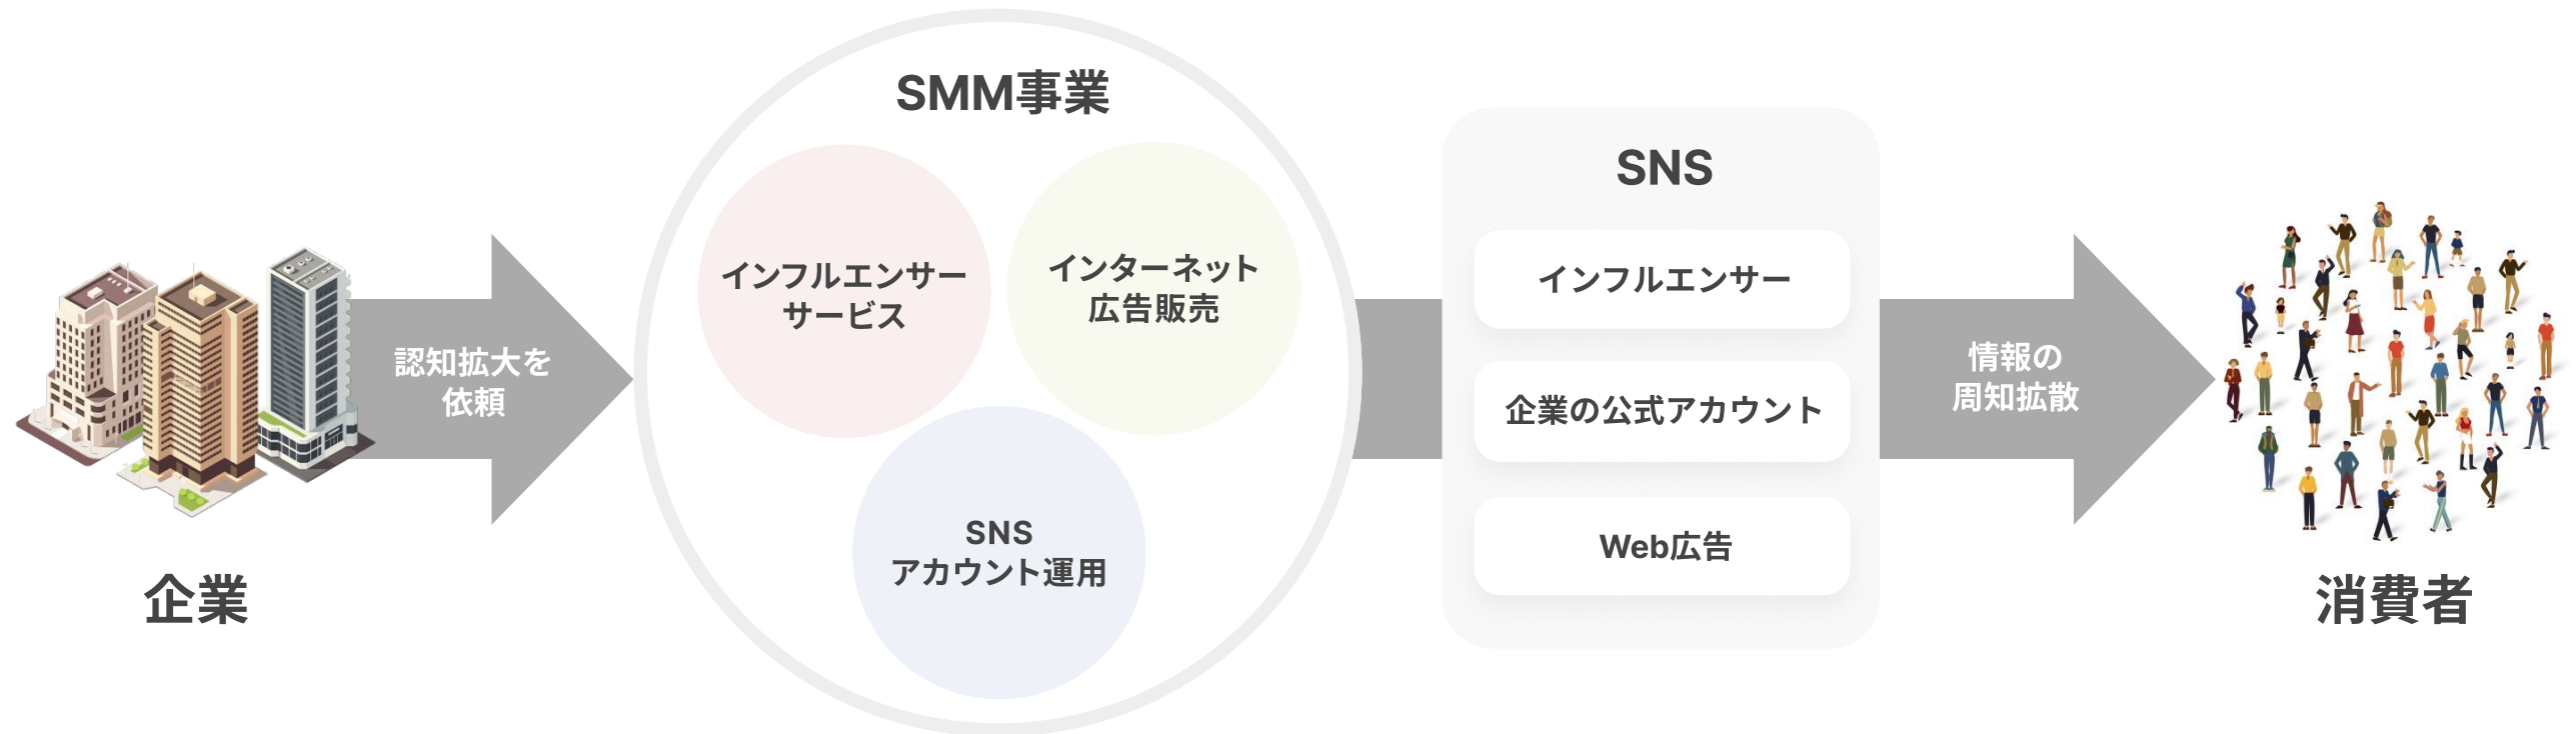 企業
認知拡大を
依頼
SMM事業
インフルエンサー
サービス
インターネット
広告販売
SNS
アカウント運用
SNS
インフルエンサー
企業の公式アカウント
Web広告
情報の
周知拡散
消費者